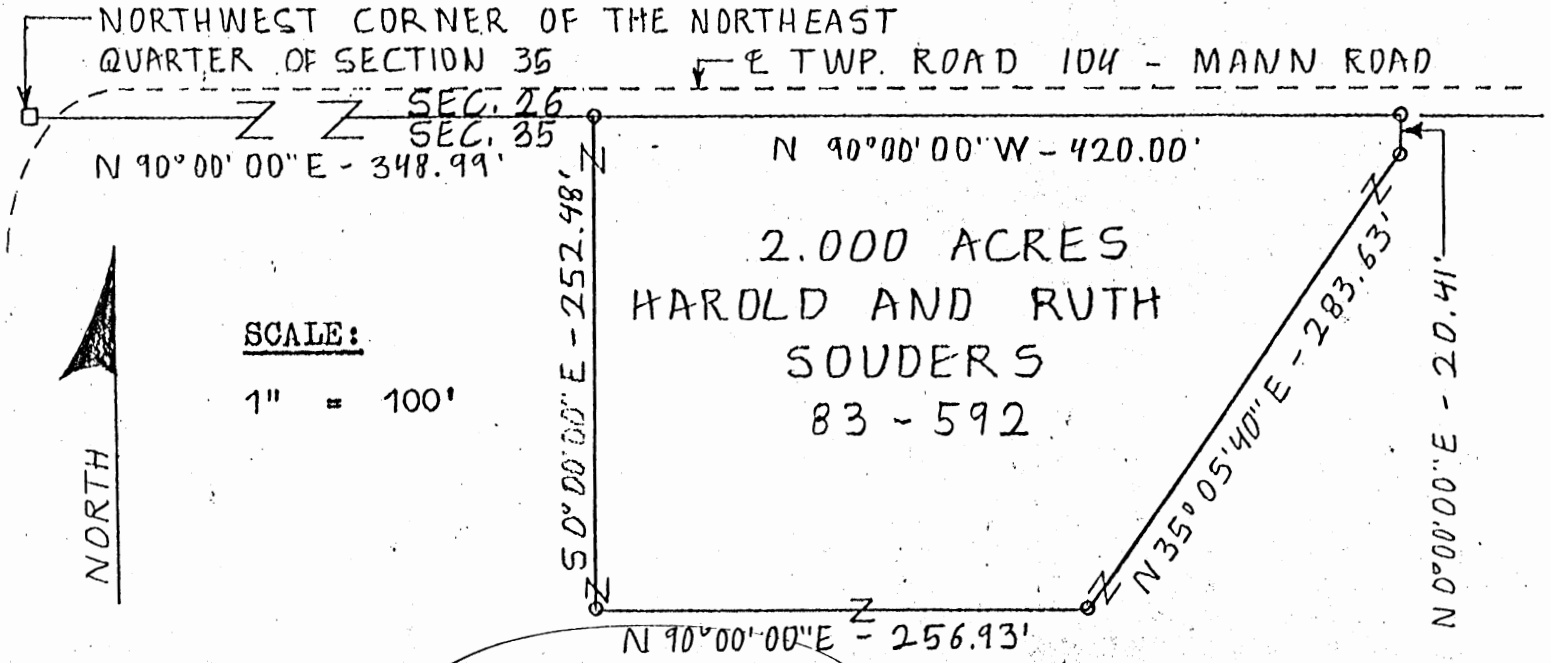 NORTHWEST CORNER OF THE NORTHEAST
QUARTER OF SECTION 35
℄ TWP. ROAD 104 - MANN ROAD
SEC. 26
SEC. 35
N 90°00'00"E - 348.99'
N 90°00'00"W - 420.00'
S 0°00'00"E - 252.48'
2.000 ACRES
HAROLD AND RUTH
SOUDERS
83 - 592
N 35°05'40"E - 283.63'
N 0°00'00"E - 20.41'
SCALE:
1" = 100'
NORTH
N 90°00'00"E - 256.93'